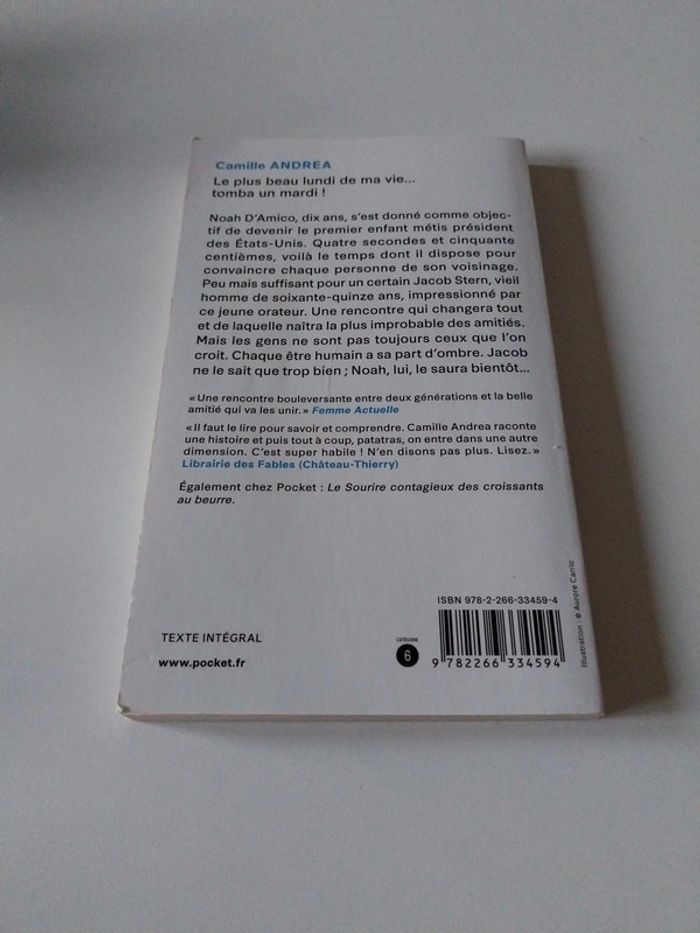 Camille ANDREA
Le plus beau lundi de ma vie...
tomba un mardi !
Noah D'Amico, dix ans, s'est donné comme objec-
tif de devenir le premier enfant métis président
des États-Unis. Quatre secondes et cinquante
centièmes, voilà le temps dont il dispose pour
convaincre chaque personne de son voisinage.
Peu mais suffisant pour un certain Jacob Stern, vieil
homme de soixante-quinze ans, impressionné par
ce jeune orateur. Une rencontre qui changera tout
et de laquelle naîtra la plus improbable des amitiés.
Mais les gens ne sont pas toujours ceux que l'on
croit. Chaque être humain a sa part d'ombre. Jacob
ne le sait que trop bien ; Noah, lui, le saura bientôt...
« Une rencontre bouleversante entre deux générations et la belle
amitié qui va les unir. » Femme Actuelle
« Il faut le lire pour savoir et comprendre. Camille Andrea raconte
une histoire et puis tout à coup, patatras, on entre dans une autre
dimension. C'est super habile ! N'en disons pas plus. Lisez. »
Librairie des Fables (Château-Thierry)
Également chez Pocket : Le Sourire contagieux des croissants
au beurre.
TEXTE INTÉGRAL
www.pocket.fr
CATÉGORIE
6
ISBN 978-2-266-33459-4
9 782266 334594
Illustration : © Aurore Carric